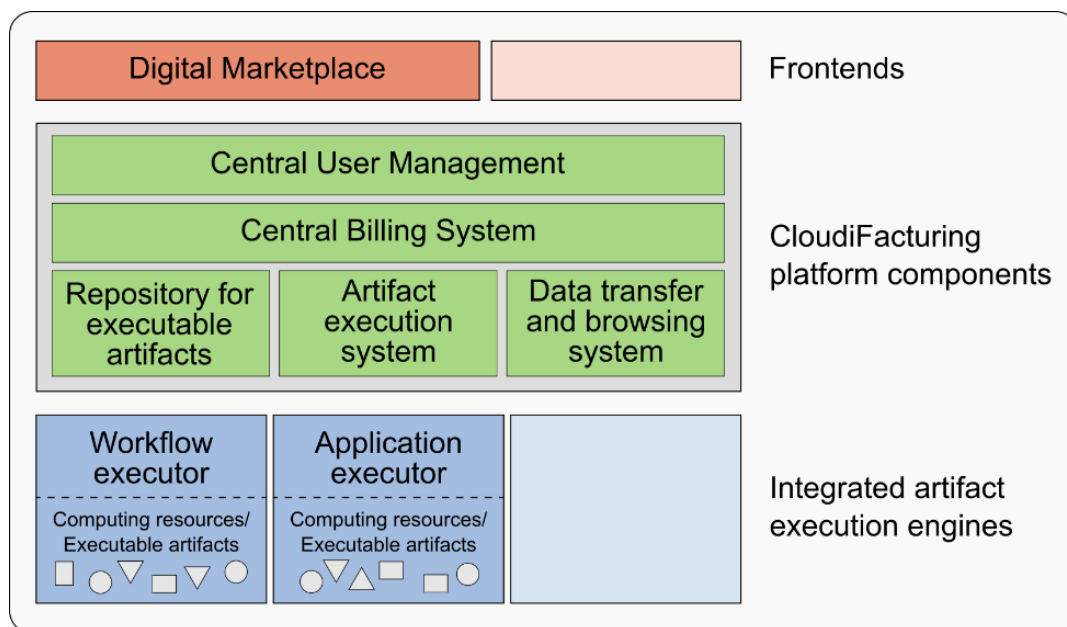 Digital Marketplace
Frontends
Central User Management
Central Billing System
CloudiFacturing
platform components
Repository for
executable
artifacts
Artifact
execution
system
Data transfer
and browsing
system
Workflow
executor
Computing resources/
Executable artifacts
Application
executor
Computing resources/
Executable artifacts
Integrated artifact
execution engines